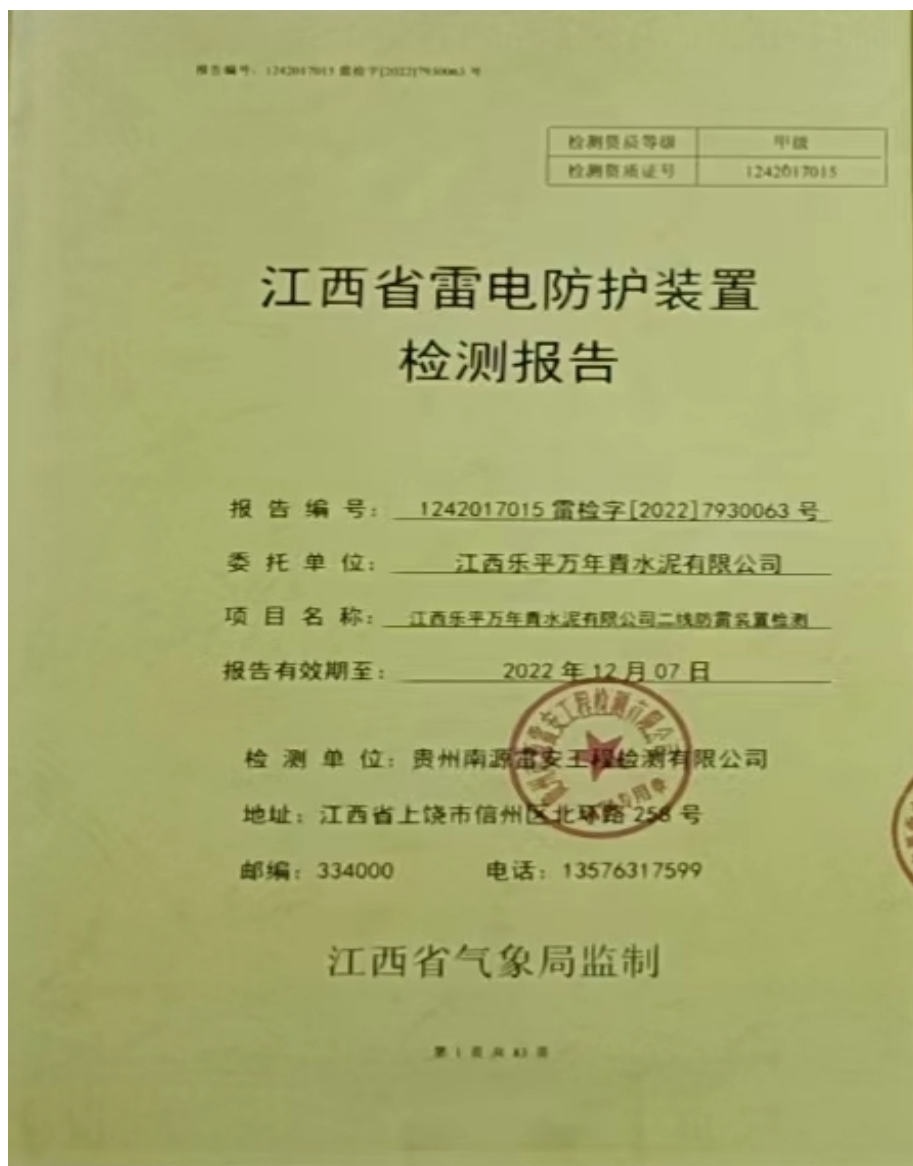 报告编号：1242017015 雷检字[2022]7930063 号
检测资质等级 甲级
检测资质证号 1242017015
江西省雷电防护装置
检测报告
报告编号：1242017015 雷检字[2022]7930063 号
委托单位：江西乐平万年青水泥有限公司
项目名称：江西乐平万年青水泥有限公司二线防雷装置检测
报告有效期至：2022 年 12 月 07 日
检测单位：贵州南源雷安工程检测有限公司
地址：江西省上饶市信州区北环路 258 号
邮编：334000 电话：13576317599
江西省气象局监制
第 1 页 共 83 页